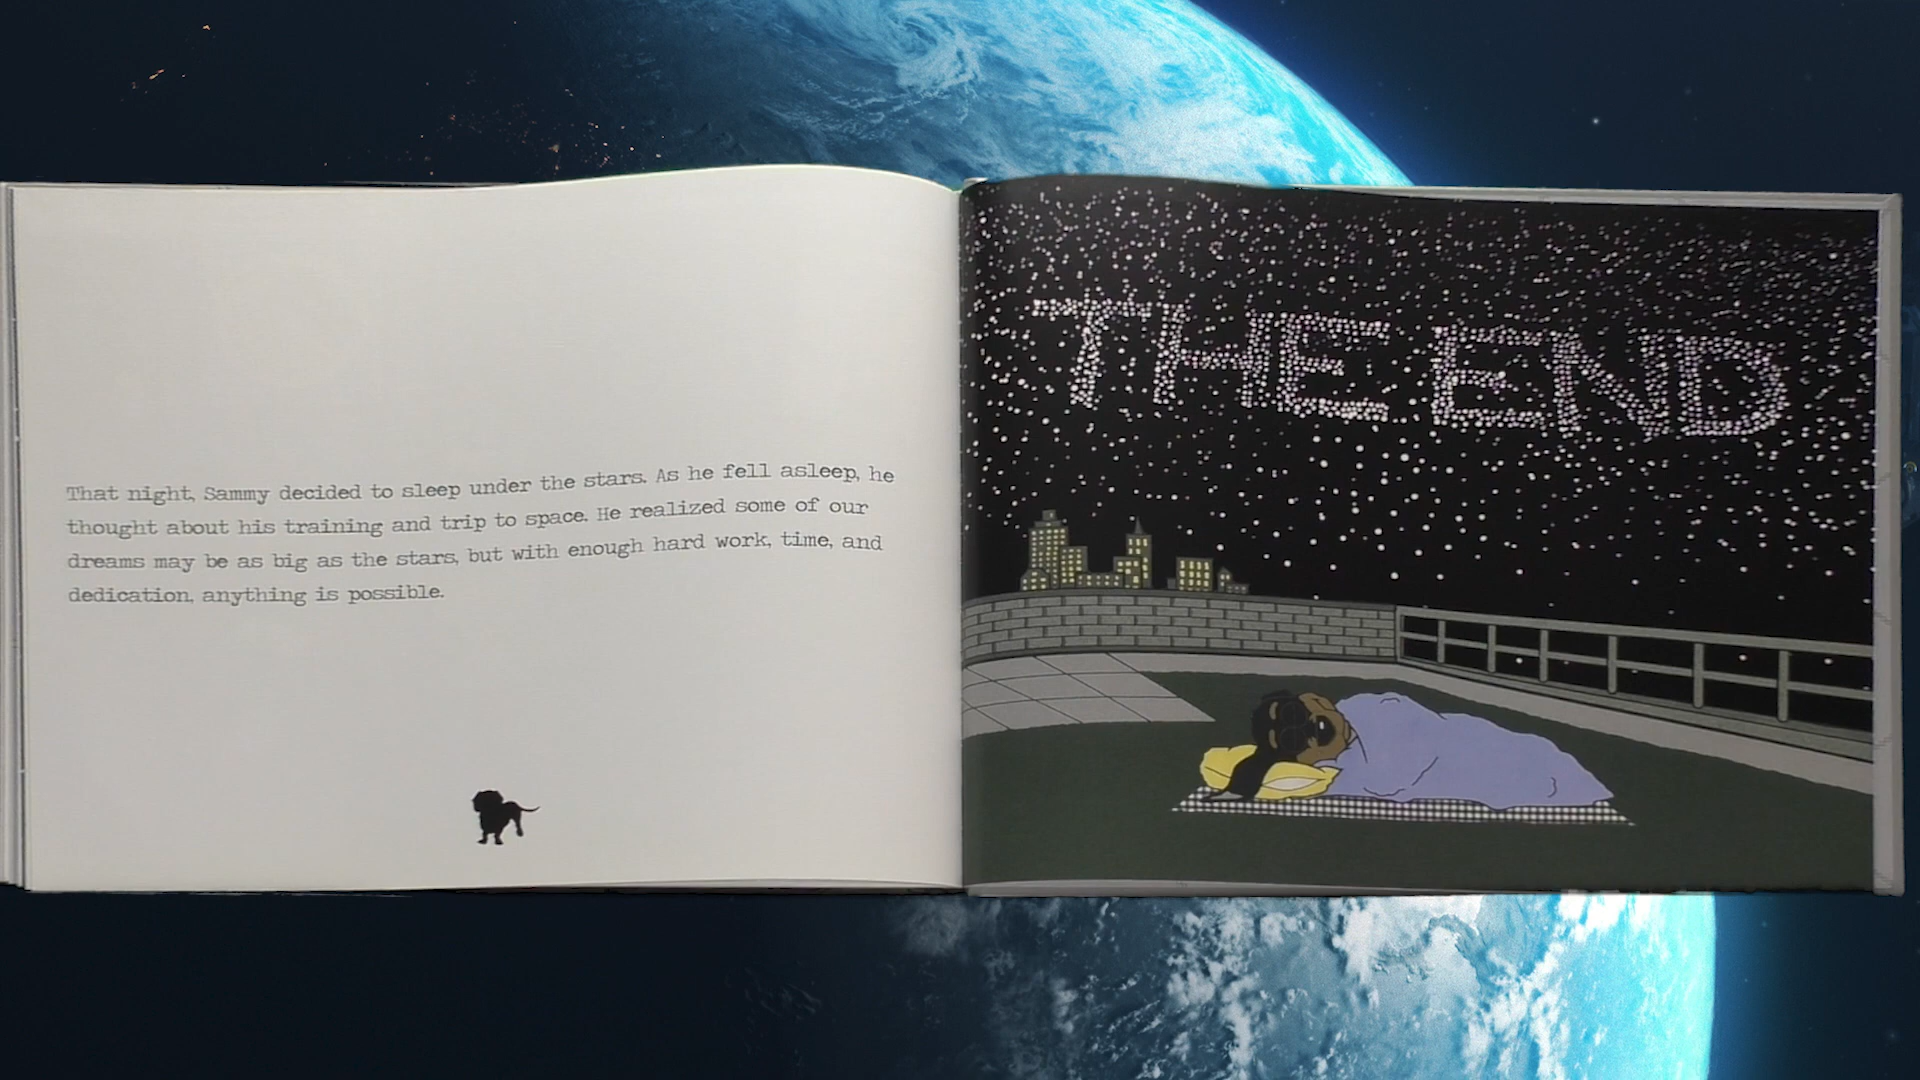 That night, Sammy decided to sleep under the stars. As he fell asleep, he
thought about his training and trip to space. He realized some of our
dreams may be as big as the stars, but with enough hard work, time, and
dedication, anything is possible.
THE END